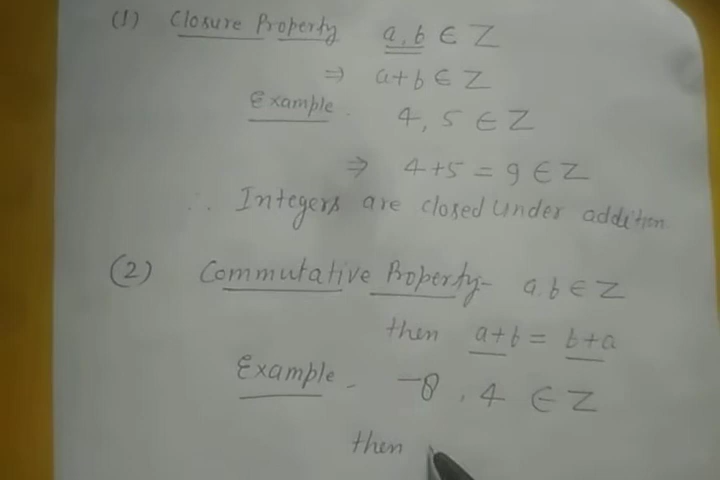 (1) Closure Property a, b ∈ Z
⇒ a+b ∈ Z
Example. 4, 5 ∈ Z
⇒ 4+5 = 9 ∈ Z
∴ Integers are closed under addition.
(2) Commutative Property- a.b ∈ Z
then a+b = b+a
Example - -8, 4 ∈ Z
then